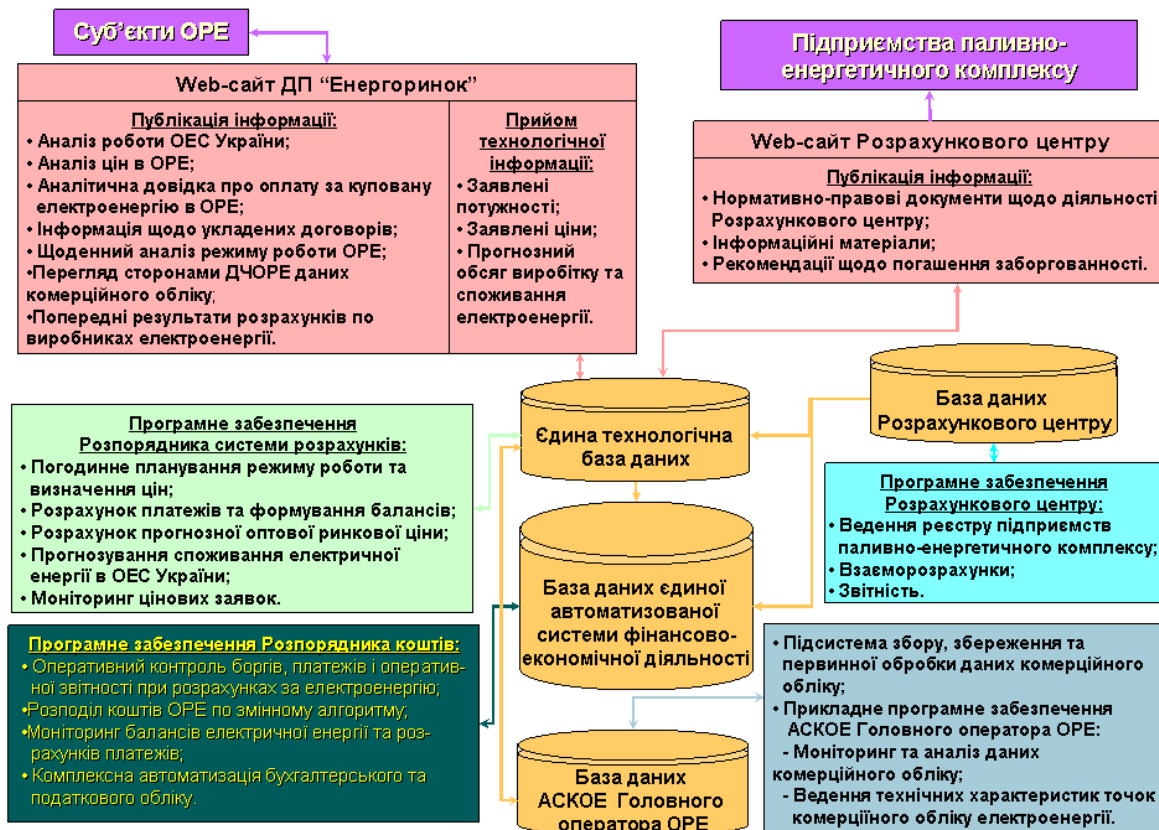 Суб’єкти ОРЕ
Підприємства паливно-
енергетичного комплексу
Web-сайт ДП “Енергоринок”
Публікація інформації:
• Аналіз роботи ОЕС України;
• Аналіз цін в ОРЕ;
• Аналітична довідка про оплату за куповану
електроенергію в ОРЕ;
• Інформація щодо укладених договорів;
• Щоденний аналіз режиму роботи ОРЕ;
•Перегляд сторонами ДЧОРЕ даних
комерційного обліку;
•Попередні результати розрахунків по
виробниках електроенергії.
Прийом
технологічної
інформації:
• Заявлені
потужності;
• Заявлені ціни;
• Прогнозний
обсяг виробітку та
споживання
електроенергії.
Web-сайт Розрахункового центру
Публікація інформації:
• Нормативно-правові документи щодо діяльності
Розрахункового центру;
• Інформаційні матеріали;
• Рекомендації щодо погашення заборгованності.
Єдина технологічна
база даних
База даних
Розрахункового центру
Програмне забезпечення
Розпорядника системи розрахунків:
• Погодинне планування режиму роботи та
визначення цін;
• Розрахунок платежів та формування балансів;
• Розрахунок прогнозної оптової ринкової ціни;
• Прогнозування споживання електричної
енергії в ОЕС України;
• Моніторинг цінових заявок.
Програмне забезпечення
Розрахункового центру:
• Ведення реєстру підприємств
паливно-енергетичного комплексу;
• Взаєморозрахунки;
• Звітність.
База даних єдиної
автоматизованої
системи фінансово-
економічної діяльності
Програмне забезпечення Розпорядника коштів:
• Оперативний контроль боргів, платежів і оператив-
ної звітності при розрахунках за електроенергію;
•Розподіл коштів ОРЕ по змінному алгоритму;
•Моніторинг балансів електричної енергії та роз-
рахунків платежів;
• Комплексна автоматизація бухгалтерського та
податкового обліку.
• Підсистема збору, збереження та
первинної обробки даних комерційного
обліку;
• Прикладне програмне забезпечення
АСКОЕ Головного оператора ОРЕ:
- Моніторинг та аналіз даних
комерційного обліку;
- Ведення технічних характеристик точок
комерціїного обліку електроенергії.
База даних
АСКОЕ Головного
оператора ОРЕ